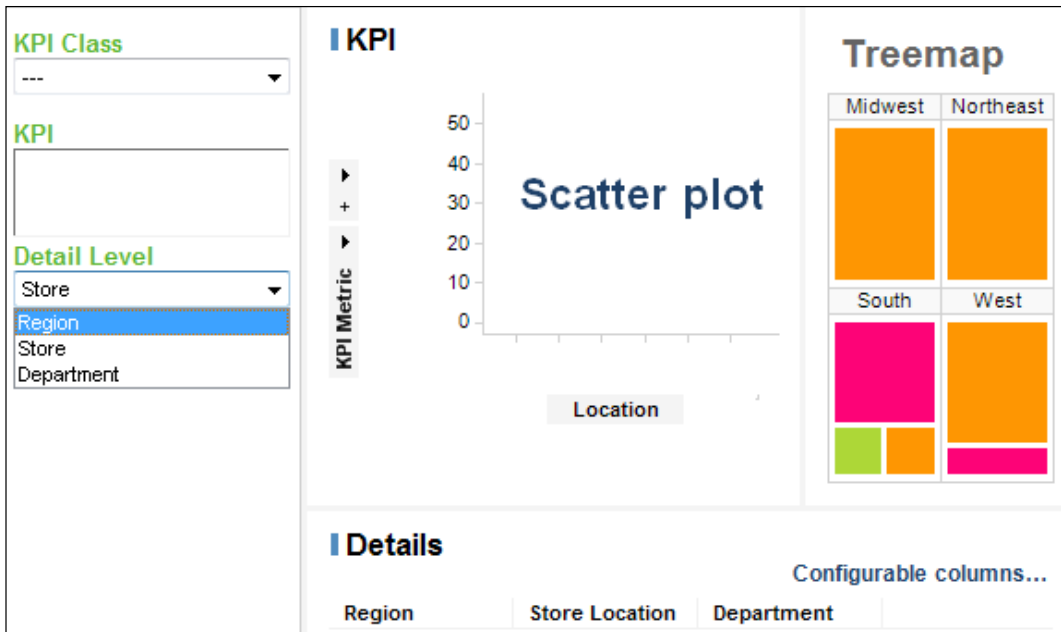 KPI Class
---
KPI
Detail Level
Store
Region
Store
Department
KPI
50
40
30
20
10
0
+
KPI Metric
Scatter plot
Location
Treemap
Midwest Northeast
South West
Details
Configurable columns...
Region Store Location Department